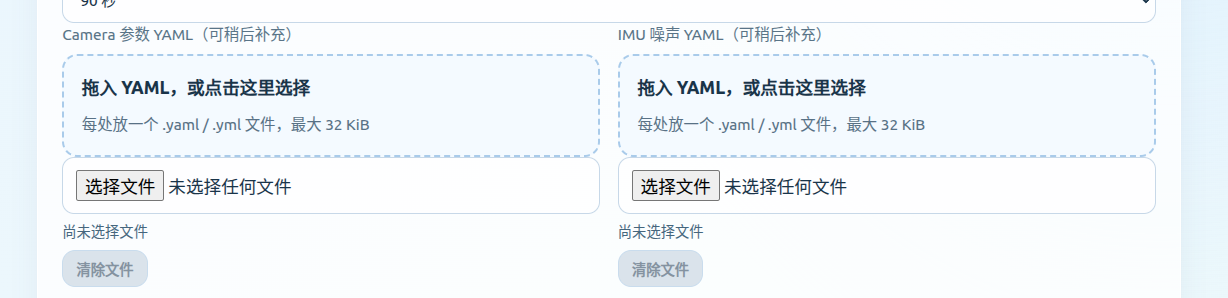 90 秒
Camera 参数 YAML（可稍后补充）
IMU 噪声 YAML（可稍后补充）
拖入 YAML，或点击这里选择
每处放一个 .yaml / .yml 文件，最大 32 KiB
拖入 YAML，或点击这里选择
每处放一个 .yaml / .yml 文件，最大 32 KiB
选择文件 未选择任何文件
选择文件 未选择任何文件
尚未选择文件
尚未选择文件
清除文件
清除文件